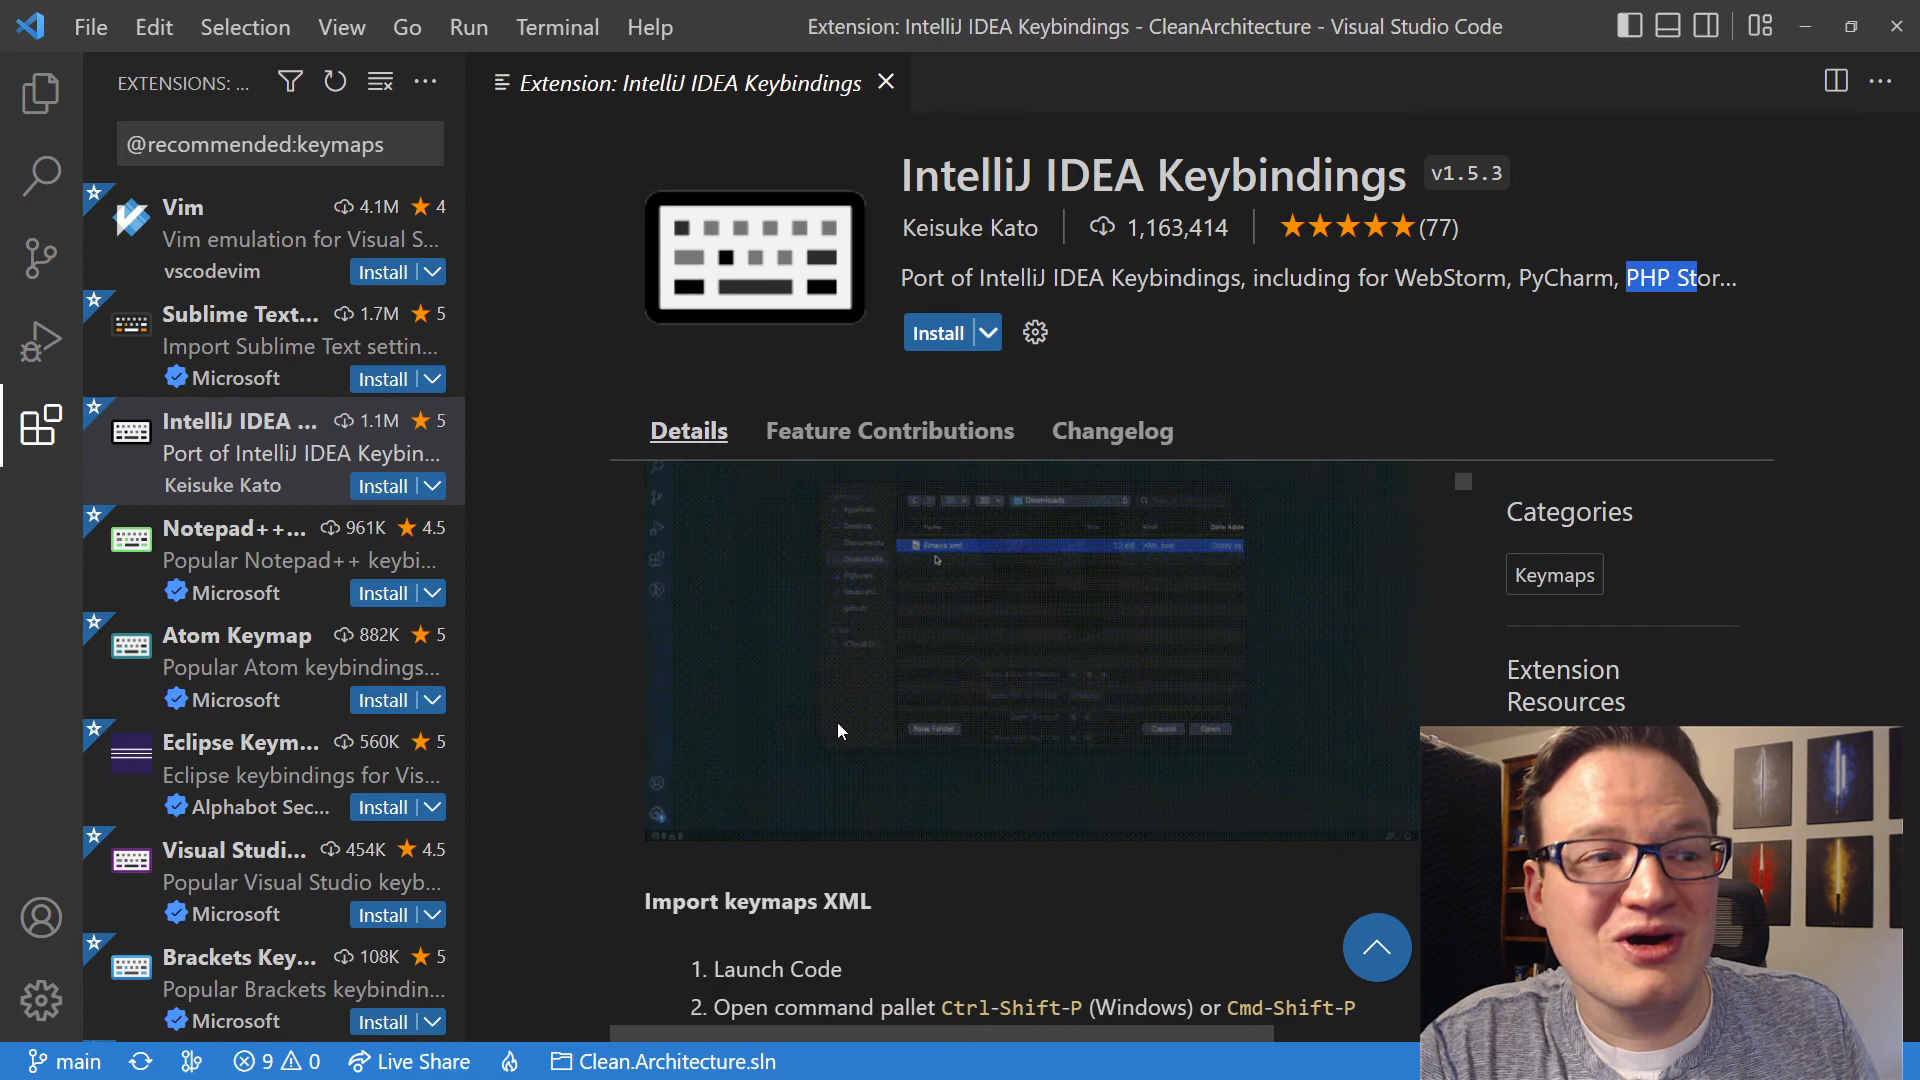 File Edit Selection View Go Run Terminal Help
Extension: IntelliJ IDEA Keybindings - CleanArchitecture - Visual Studio Code
EXTENSIONS: ...
@recommended:keymaps
Vim 4.1M 4
Vim emulation for Visual S...
vscodevim Install
Sublime Text... 1.7M 5
Import Sublime Text settin...
Microsoft Install
IntelliJ IDEA ... 1.1M 5
Port of IntelliJ IDEA Keybin...
Keisuke Kato Install
Notepad++... 961K 4.5
Popular Notepad++ keybi...
Microsoft Install
Atom Keymap 882K 5
Popular Atom keybindings...
Microsoft Install
Eclipse Keym... 560K 5
Eclipse keybindings for Vis...
Alphabot Sec... Install
Visual Studi... 454K 4.5
Popular Visual Studio keyb...
Microsoft Install
Brackets Key... 108K 5
Popular Brackets keybindin...
Microsoft Install
Extension: IntelliJ IDEA Keybindings
IntelliJ IDEA Keybindings v1.5.3
Keisuke Kato 1,163,414 (77)
Port of IntelliJ IDEA Keybindings, including for WebStorm, PyCharm, PHP Stor...
Install
Details Feature Contributions Changelog
Downloads
Downloads
New Folder Cancel Open
Import keymaps XML
1. Launch Code
2. Open command pallet Ctrl-Shift-P (Windows) or Cmd-Shift-P
Categories
Keymaps
Extension
Resources
main 9 0 Live Share Clean.Architecture.sln